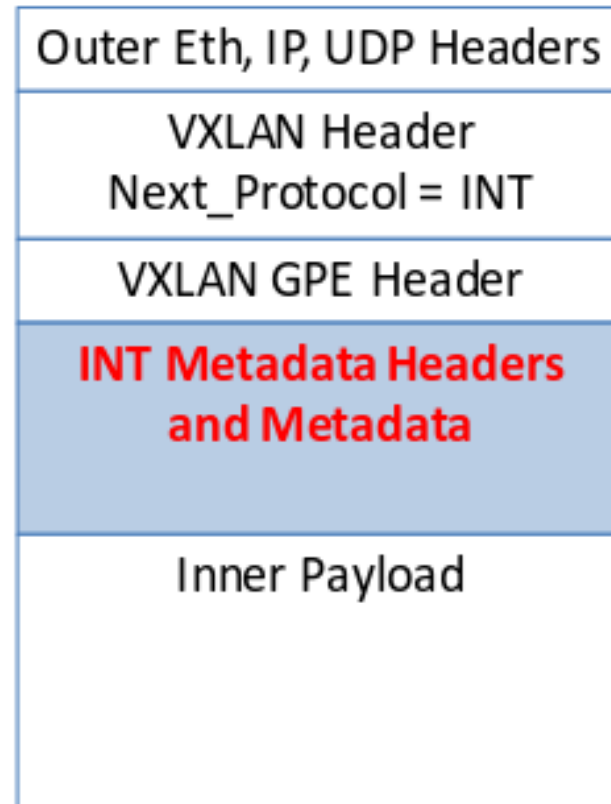 Outer Eth, IP, UDP Headers
VXLAN Header
Next_Protocol = INT
VXLAN GPE Header
INT Metadata Headers
and Metadata
Inner Payload